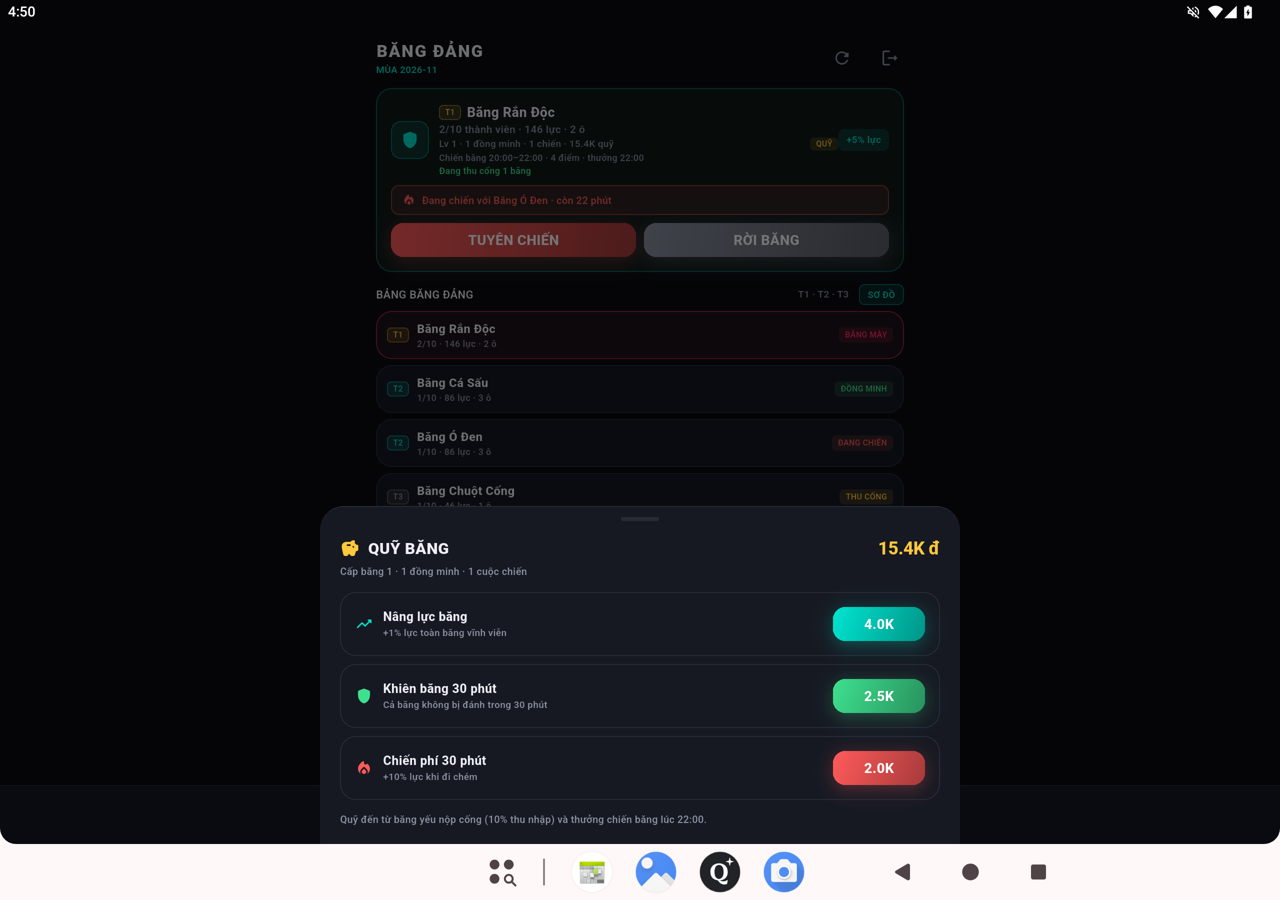 4:50
BĂNG ĐẢNG
MÙA 2026-11
T1 Băng Rắn Độc
2/10 thành viên · 146 lực · 2 ô
Lv 1 · 1 đồng minh · 1 chiến · 15.4K quỹ
Chiến băng 20:00–22:00 · 4 điểm · thưởng 22:00
Đang thu cống 1 băng
QUỸ
+5% lực
Đang chiến với Băng Ó Đen · còn 22 phút
TUYÊN CHIẾN
RỜI BĂNG
BẢNG BĂNG ĐẢNG
T1 · T2 · T3
SƠ ĐỒ
T1 Băng Rắn Độc
2/10 · 146 lực · 2 ô
BĂNG MÀY
T2 Băng Cá Sấu
1/10 · 86 lực · 3 ô
ĐỒNG MINH
T2 Băng Ó Đen
1/10 · 86 lực · 3 ô
ĐANG CHIẾN
T3 Băng Chuột Cống
THU CỐNG
QUỸ BĂNG
15.4K đ
Cấp băng 1 · 1 đồng minh · 1 cuộc chiến
Nâng lực băng
+1% lực toàn băng vĩnh viễn
4.0K
Khiên băng 30 phút
Cả băng không bị đánh trong 30 phút
2.5K
Chiến phí 30 phút
+10% lực khi đi chém
2.0K
Quỹ đến từ băng yếu nộp cống (10% thu nhập) và thưởng chiến băng lúc 22:00.
Q